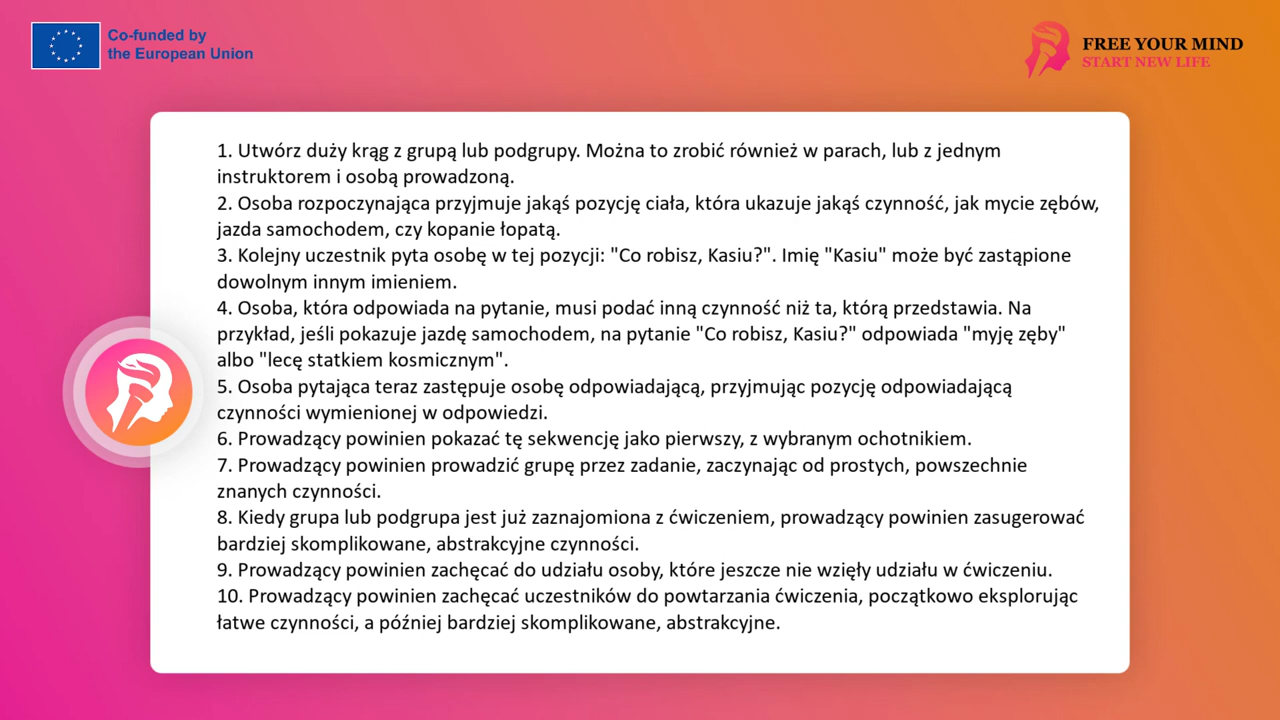 Co-funded by
the European Union
FREE YOUR MIND
START NEW LIFE
1. Utwórz duży krąg z grupą lub podgrupy. Można to zrobić również w parach, lub z jednym
instruktorem i osobą prowadzoną.
2. Osoba rozpoczynająca przyjmuje jakąś pozycję ciała, która ukazuje jakąś czynność, jak mycie zębów,
jazda samochodem, czy kopanie łopatą.
3. Kolejny uczestnik pyta osobę w tej pozycji: "Co robisz, Kasiu?". Imię "Kasiu" może być zastąpione
dowolnym innym imieniem.
4. Osoba, która odpowiada na pytanie, musi podać inną czynność niż ta, którą przedstawia. Na
przykład, jeśli pokazuje jazdę samochodem, na pytanie "Co robisz, Kasiu?" odpowiada "myję zęby"
albo "lecę statkiem kosmicznym".
5. Osoba pytająca teraz zastępuje osobę odpowiadającą, przyjmując pozycję odpowiadającą
czynności wymienionej w odpowiedzi.
6. Prowadzący powinien pokazać tę sekwencję jako pierwszy, z wybranym ochotnikiem.
7. Prowadzący powinien prowadzić grupę przez zadanie, zaczynając od prostych, powszechnie
znanych czynności.
8. Kiedy grupa lub podgrupa jest już zaznajomiona z ćwiczeniem, prowadzący powinien zasugerować
bardziej skomplikowane, abstrakcyjne czynności.
9. Prowadzący powinien zachęcać do udziału osoby, które jeszcze nie wzięły udziału w ćwiczeniu.
10. Prowadzący powinien zachęcać uczestników do powtarzania ćwiczenia, początkowo eksplorując
łatwe czynności, a później bardziej skomplikowane, abstrakcyjne.